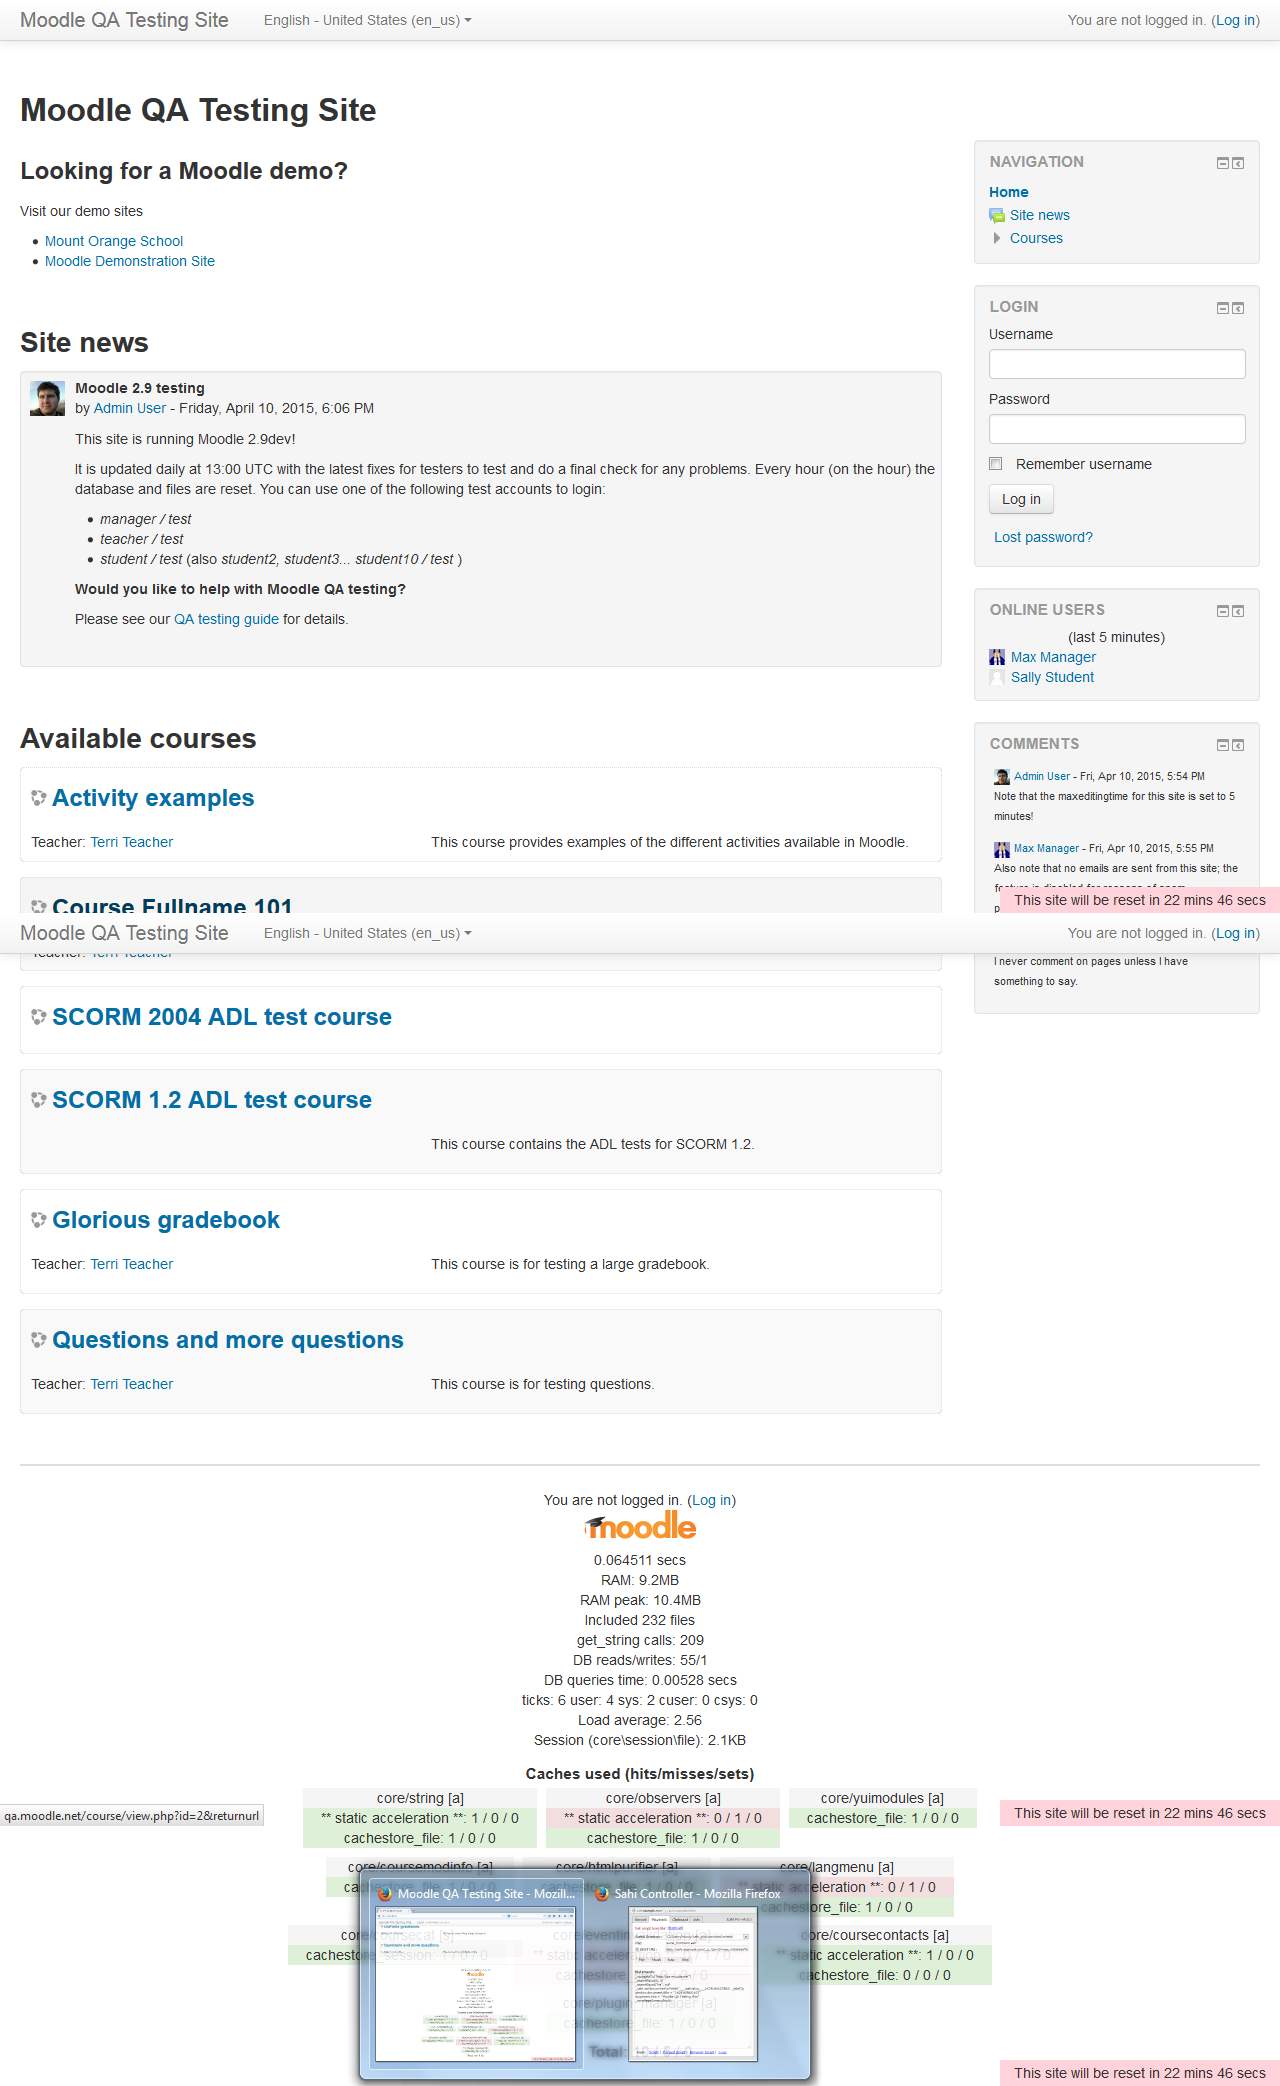 Moodle QA Testing Site English - United States (en_us) You are not logged in. (Log in)
Moodle QA Testing Site
Looking for a Moodle demo?
Visit our demo sites
Mount Orange School
Moodle Demonstration Site
Site news
Moodle 2.9 testing
by Admin User - Friday, April 10, 2015, 6:06 PM
This site is running Moodle 2.9dev!
It is updated daily at 13:00 UTC with the latest fixes for testers to test and do a final check for any problems. Every hour (on the hour) the
database and files are reset. You can use one of the following test accounts to login:
manager / test
teacher / test
student / test (also student2, student3... student10 / test )
Would you like to help with Moodle QA testing?
Please see our QA testing guide for details.
NAVIGATION
Home
Site news
Courses
LOGIN
Username
Password
Remember username
Log in
Lost password?
ONLINE USERS
(last 5 minutes)
Max Manager
Sally Student
COMMENTS
Admin User - Fri, Apr 10, 2015, 5:54 PM
Note that the maxeditingtime for this site is set to 5
minutes!
Max Manager - Fri, Apr 10, 2015, 5:55 PM
Also note that no emails are sent from this site; the
This site will be reset in 22 mins 46 secs
Available courses
Activity examples
Teacher: Terri Teacher This course provides examples of the different activities available in Moodle.
Course Fullname 101
Moodle QA Testing Site English - United States (en_us) You are not logged in. (Log in)
Teacher: Terri Teacher
I never comment on pages unless I have
something to say.
SCORM 2004 ADL test course
SCORM 1.2 ADL test course
This course contains the ADL tests for SCORM 1.2.
Glorious gradebook
Teacher: Terri Teacher This course is for testing a large gradebook.
Questions and more questions
Teacher: Terri Teacher This course is for testing questions.
You are not logged in. (Log in)
moodle
0.064511 secs
RAM: 9.2MB
RAM peak: 10.4MB
Included 232 files
get_string calls: 209
DB reads/writes: 55/1
DB queries time: 0.00528 secs
ticks: 6 user: 4 sys: 2 cuser: 0 csys: 0
Load average: 2.56
Session (core\session\file): 2.1KB
Caches used (hits/misses/sets)
core/string [a] core/observers [a] core/yuimodules [a]
** static acceleration **: 1 / 0 / 0 ** static acceleration **: 0 / 1 / 0 cachestore_file: 1 / 0 / 0
cachestore_file: 1 / 0 / 0 cachestore_file: 1 / 0 / 0
qa.moodle.net/course/view.php?id=2&returnurl
This site will be reset in 22 mins 46 secs
core/coursemodinfo [a] core/htmlpurifier [a] core/langmenu [a]
static acceleration **: 0 / 1 / 0
cachestore_file: 1 / 0 / 0
Moodle QA Testing Site - Mozill... Sahi Controller - Mozilla Firefox
core/coursecat [s] core/coursecontacts [a]
** static acceleration **: 1 / 0 / 0
cachestore_file: 0 / 0 / 0
core/plugin_manager [a]
cachestore_file: 1 / 0 / 0
This site will be reset in 22 mins 46 secs